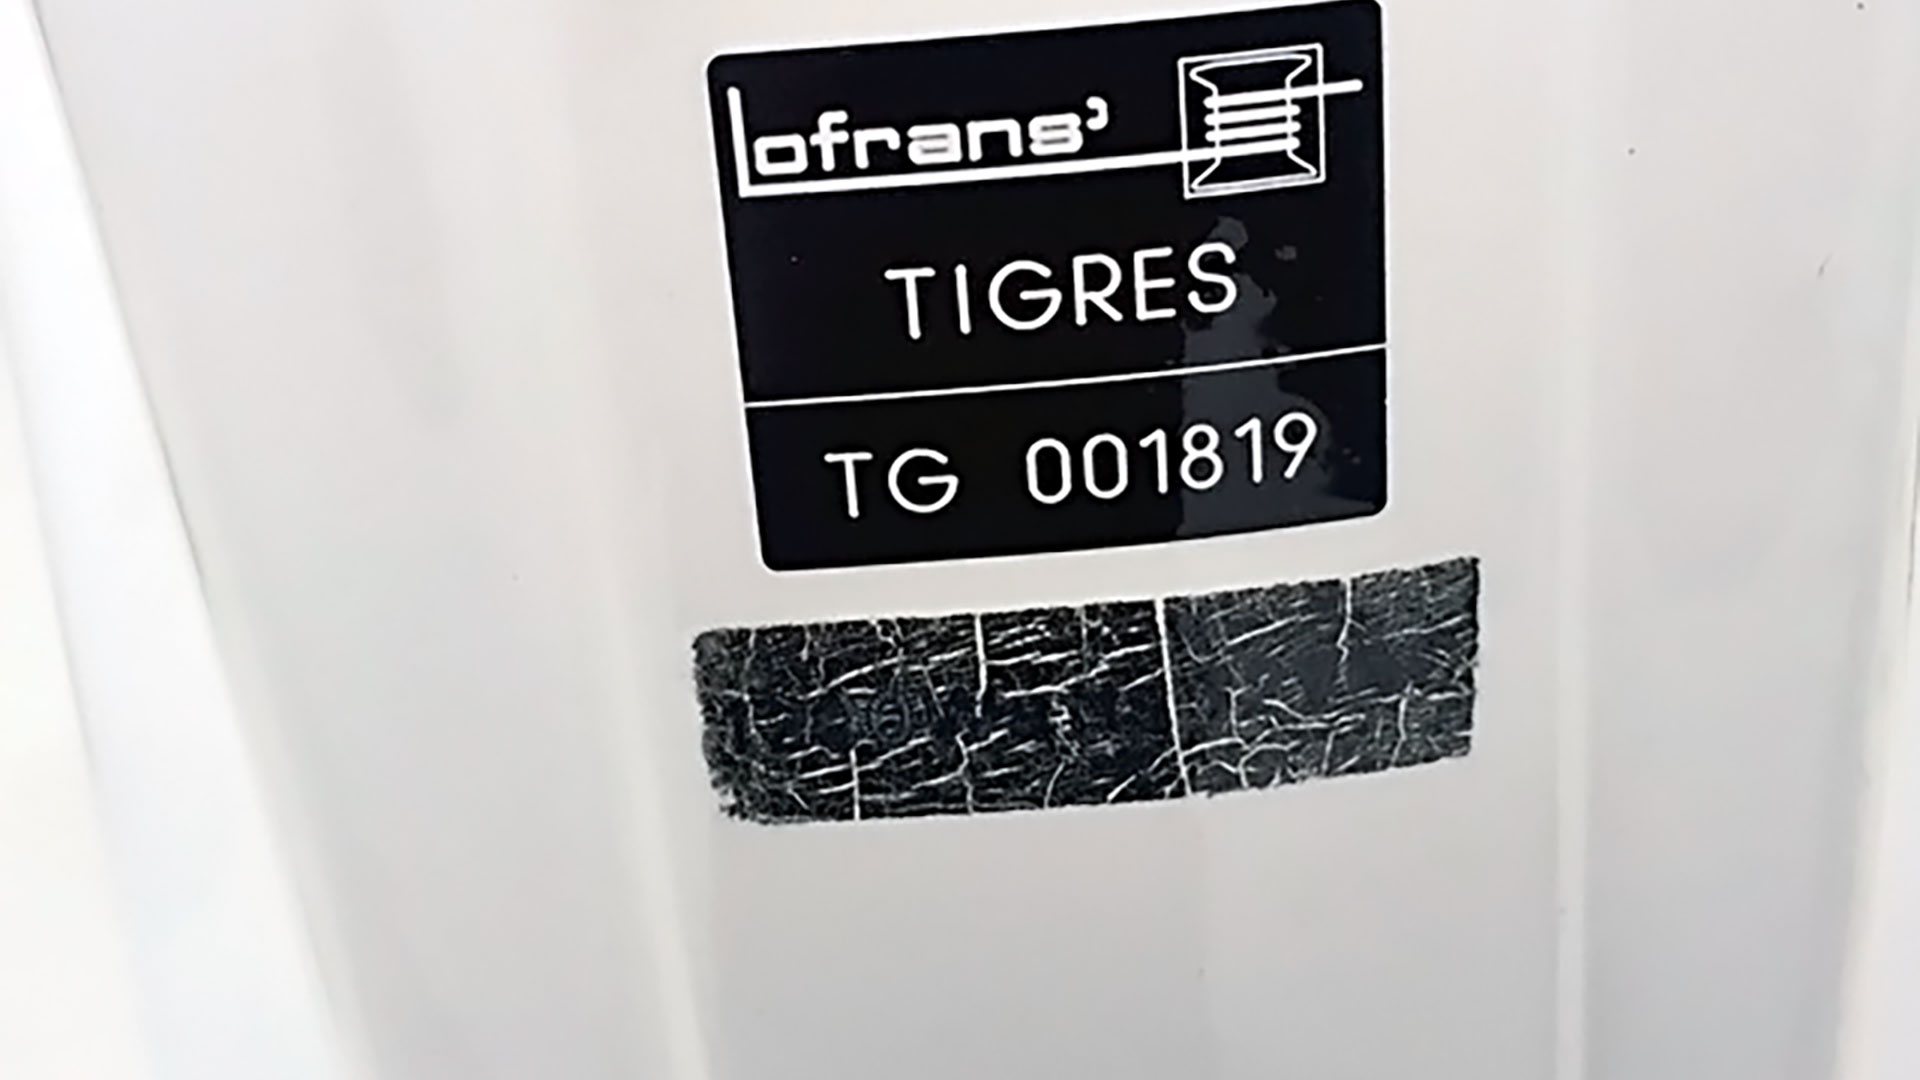 Lofrans'
TIGRES
TG 001819